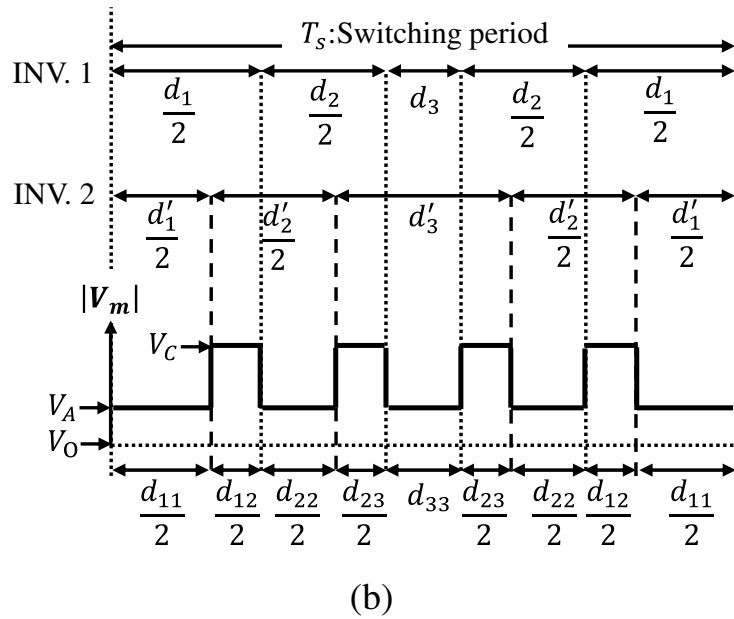 T_s:Switching period
INV. 1
d_1/2 d_2/2 d_3 d_2/2 d_1/2
INV. 2
d'_1/2 d'_2/2 d'_3 d'_2/2 d'_1/2
|V_m|
V_C
V_A
V_O
d_11/2 d_12/2 d_22/2 d_23/2 d_33 d_23/2 d_22/2 d_12/2 d_11/2
(b)